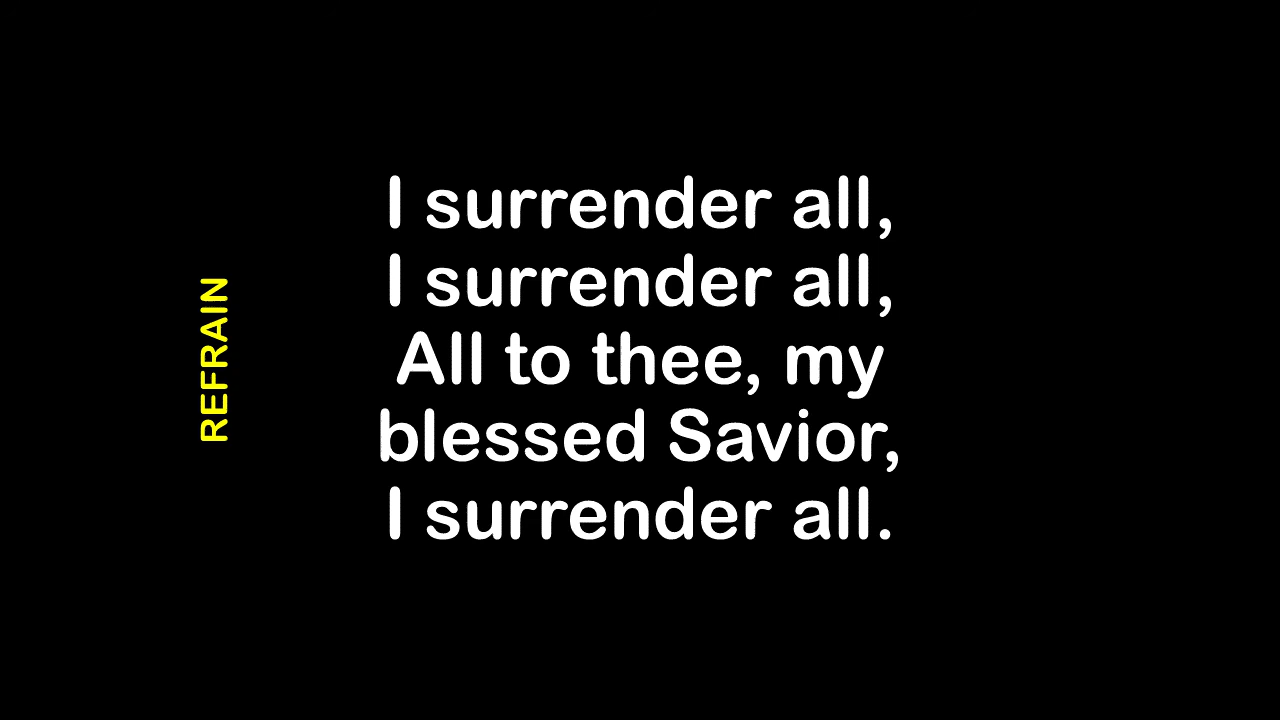 REFRAIN
I surrender all,
I surrender all,
All to thee, my
blessed Savior,
I surrender all.